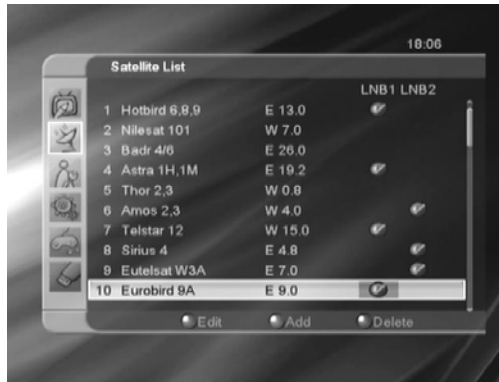 18:06
Satellite List
LNB1 LNB2
1 Hotbird 6,8,9 E 13.0
2 Nilesat 101 W 7.0
3 Badr 4/6 E 26.0
4 Astra 1H,1M E 19.2
5 Thor 2,3 W 0.8
6 Amos 2,3 W 4.0
7 Telstar 12 W 15.0
8 Sirius 4 E 4.8
9 Eutelsat W3A E 7.0
10 Eurobird 9A E 9.0
Edit Add Delete